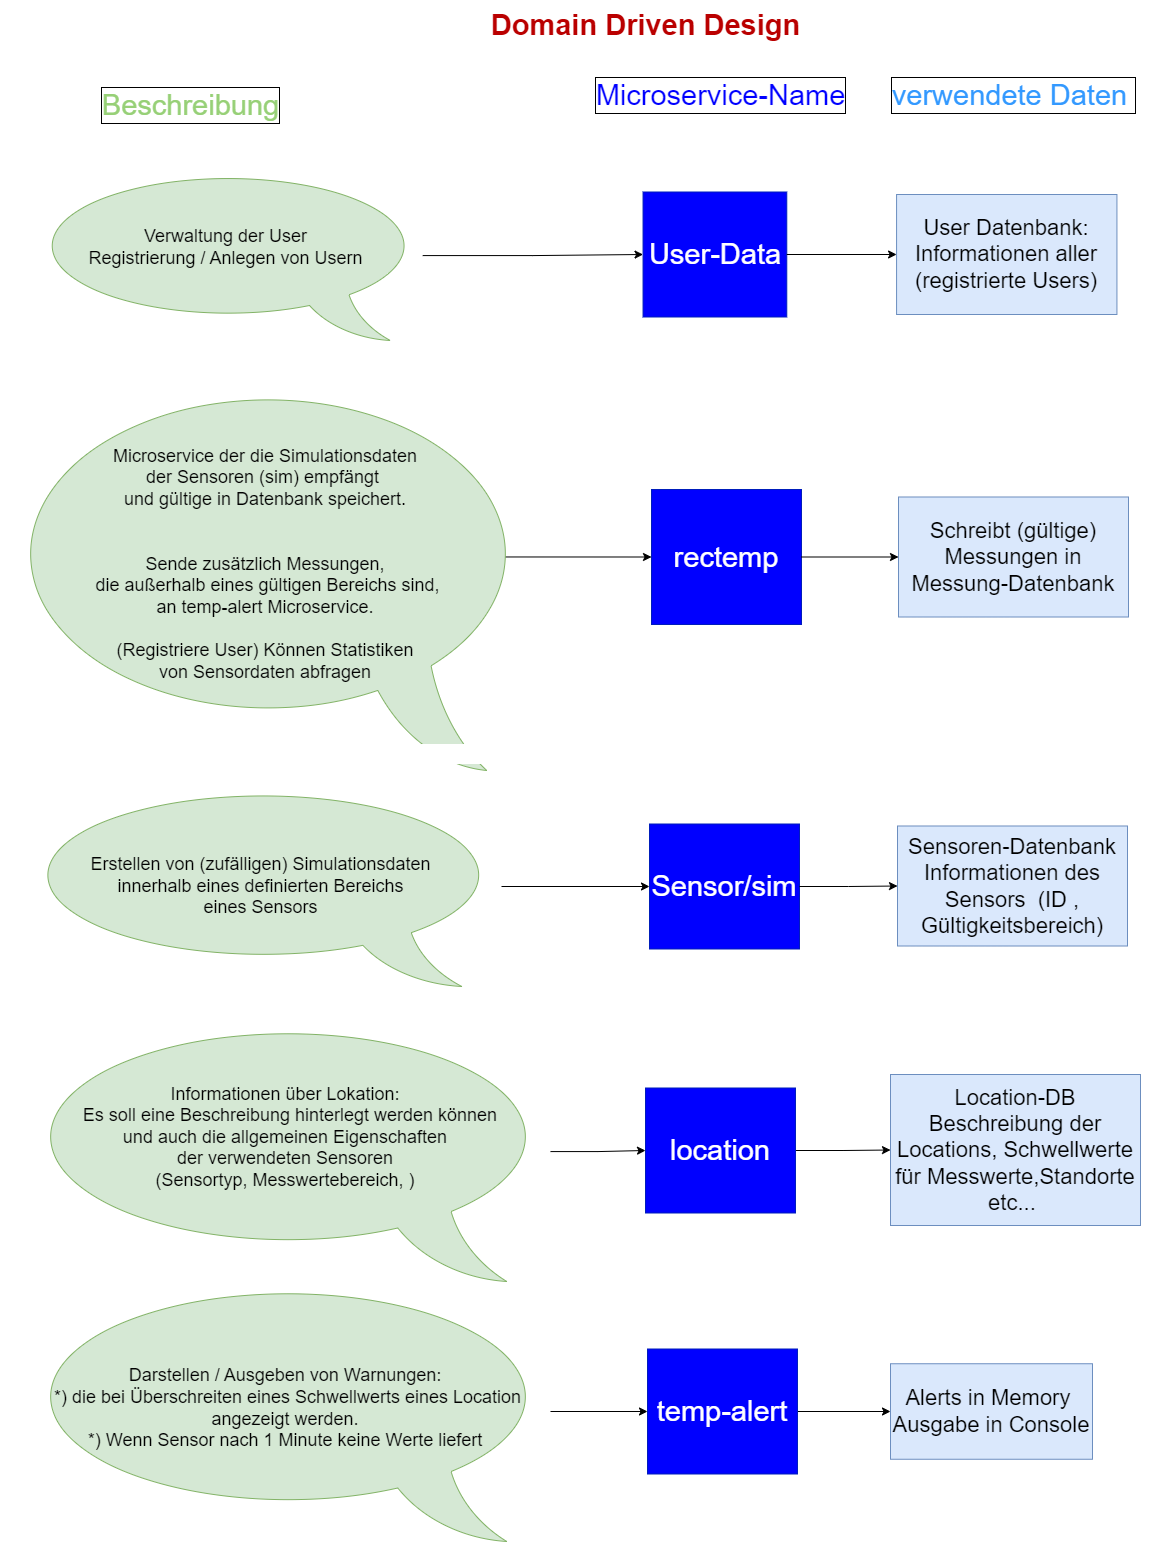 Domain Driven Design
Beschreibung
Microservice-Name
verwendete Daten
Verwaltung der User
Registrierung / Anlegen von Usern
User-Data
User Datenbank:
Informationen aller
(registrierte Users)
Microservice der die Simulationsdaten
der Sensoren (sim) empfängt
und gültige in Datenbank speichert.
Sende zusätzlich Messungen,
die außerhalb eines gültigen Bereichs sind,
an temp-alert Microservice.
(Registriere User) Können Statistiken
von Sensordaten abfragen
rectemp
Schreibt (gültige)
Messungen in
Messung-Datenbank
Erstellen von (zufälligen) Simulationsdaten
innerhalb eines definierten Bereichs
eines Sensors
Sensor/sim
Sensoren-Datenbank
Informationen des
Sensors (ID ,
Gültigkeitsbereich)
Informationen über Lokation:
Es soll eine Beschreibung hinterlegt werden können
und auch die allgemeinen Eigenschaften
der verwendeten Sensoren
(Sensortyp, Messwertebereich, )
location
Location-DB
Beschreibung der
Locations, Schwellwerte
für Messwerte,Standorte
etc...
Darstellen / Ausgeben von Warnungen:
*) die bei Überschreiten eines Schwellwerts eines Location
angezeigt werden.
*) Wenn Sensor nach 1 Minute keine Werte liefert
temp-alert
Alerts in Memory
Ausgabe in Console